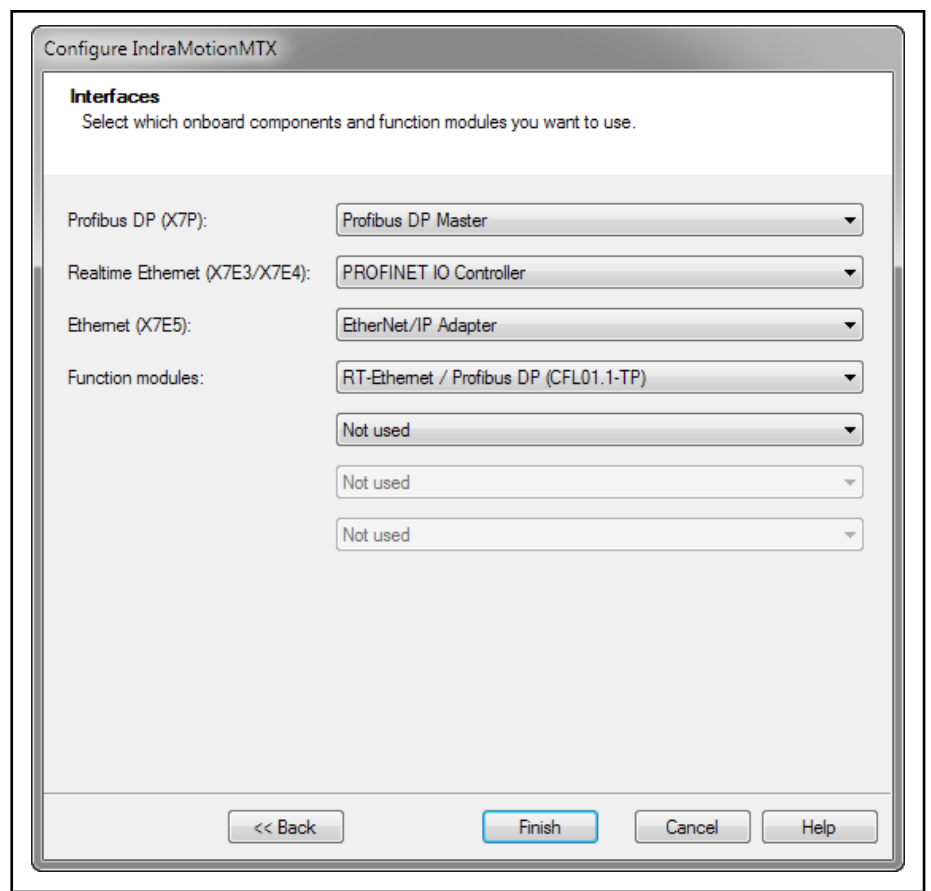 Configure IndraMotionMTX
Interfaces
Select which onboard components and function modules you want to use.
Profibus DP (X7P): Profibus DP Master
Realtime Ethernet (X7E3/X7E4): PROFINET IO Controller
Ethernet (X7E5): EtherNet/IP Adapter
Function modules: RT-Ethernet / Profibus DP (CFL01.1-TP)
Not used
Not used
Not used
<< Back Finish Cancel Help